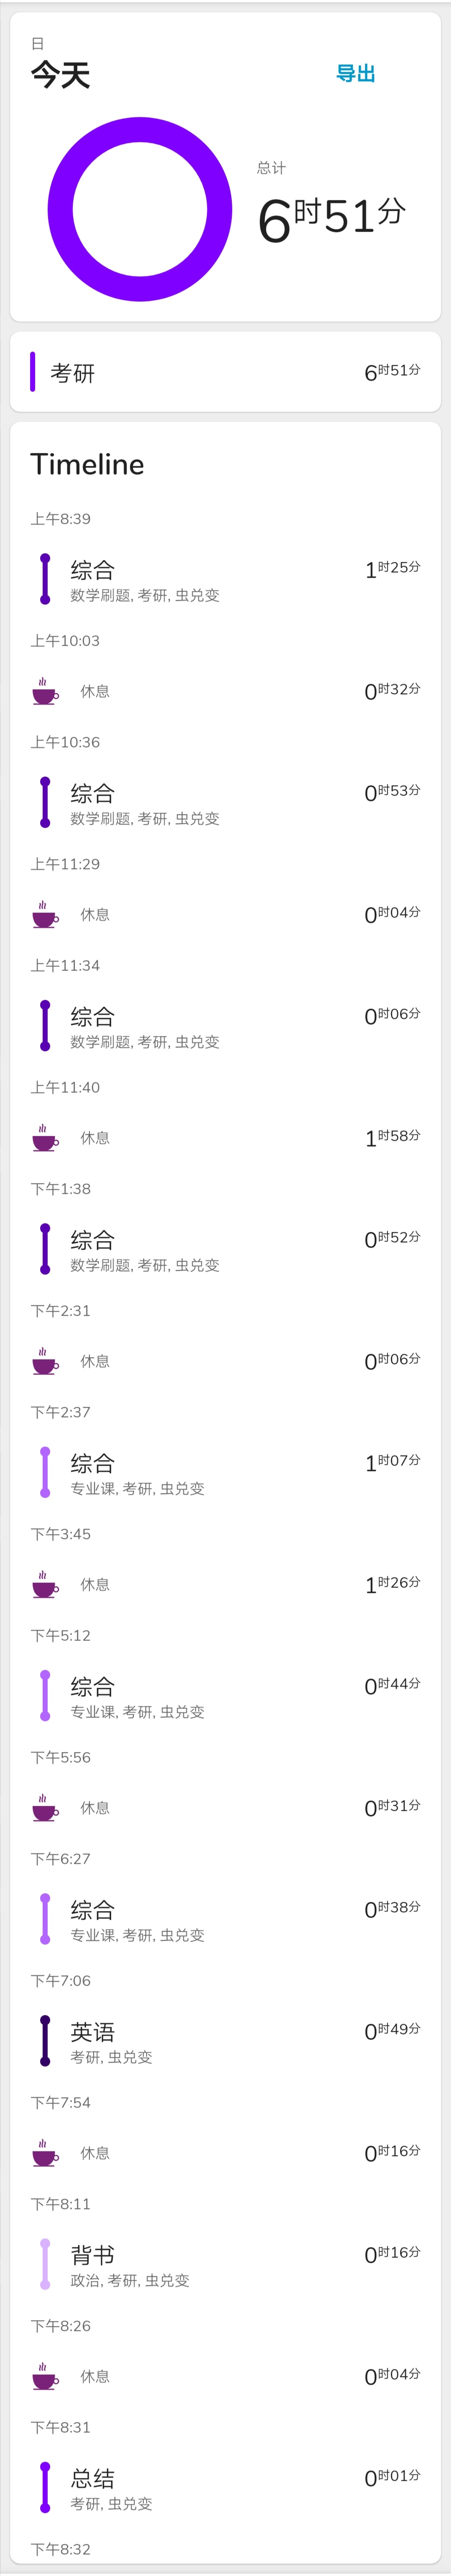 日
今天
导出
总计
6时51分
考研
6时51分
Timeline
上午8:39
综合
1时25分
数学刷题, 考研, 虫兑变
上午10:03
休息
0时32分
上午10:36
综合
0时53分
数学刷题, 考研, 虫兑变
上午11:29
休息
0时04分
上午11:34
综合
0时06分
数学刷题, 考研, 虫兑变
上午11:40
休息
1时58分
下午1:38
综合
0时52分
数学刷题, 考研, 虫兑变
下午2:31
休息
0时06分
下午2:37
综合
1时07分
专业课, 考研, 虫兑变
下午3:45
休息
1时26分
下午5:12
综合
0时44分
专业课, 考研, 虫兑变
下午5:56
休息
0时31分
下午6:27
综合
0时38分
专业课, 考研, 虫兑变
下午7:06
英语
0时49分
考研, 虫兑变
下午7:54
休息
0时16分
下午8:11
背书
0时16分
政治, 考研, 虫兑变
下午8:26
休息
0时04分
下午8:31
总结
0时01分
考研, 虫兑变
下午8:32